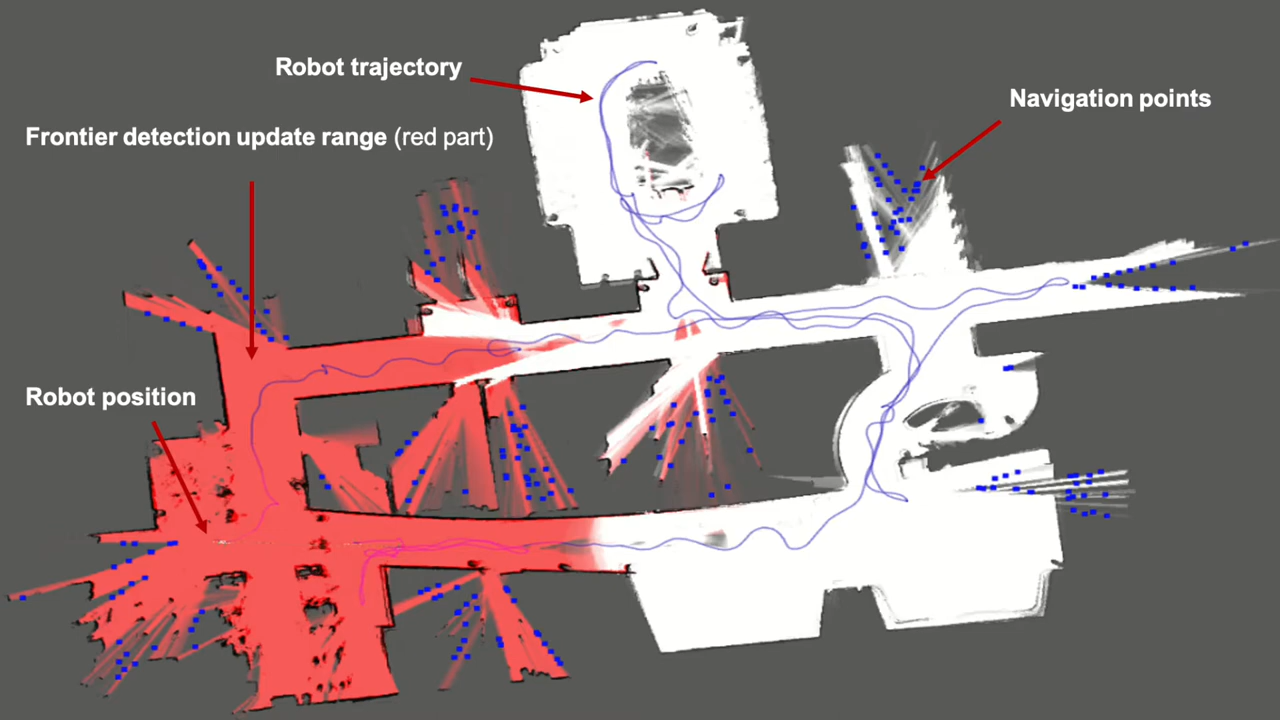 Robot trajectory
Navigation points
Frontier detection update range (red part)
Robot position